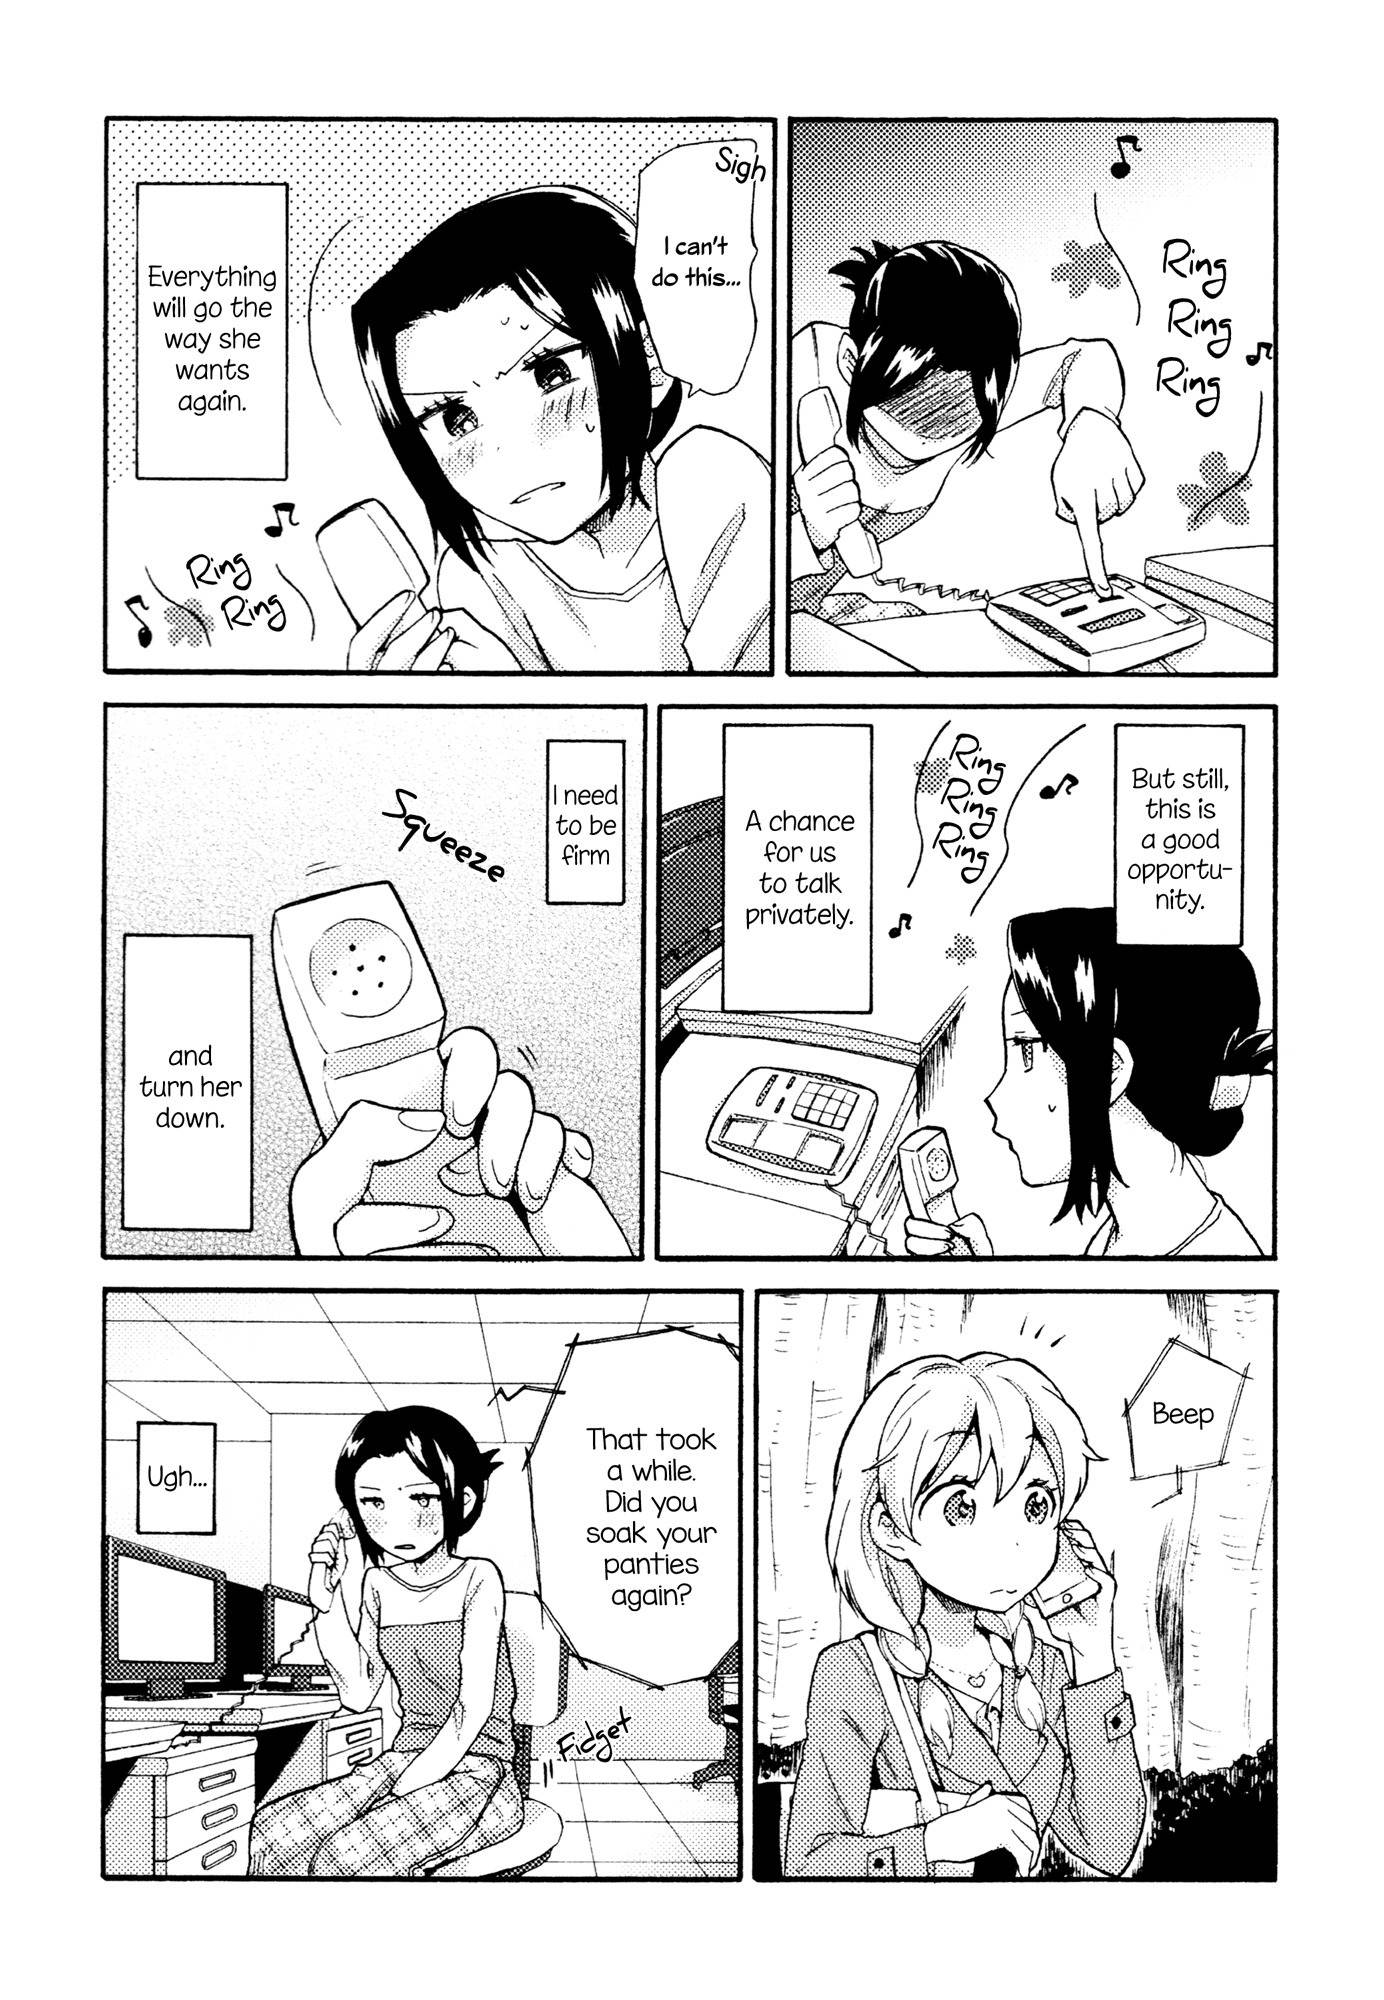 Ring
Ring
Ring
Sigh
I can't
do this...
Everything
will go the
way she
wants
again.
Ring
Ring
But still,
this is
a good
opportu-
nity.
Ring
Ring
Ring
A chance
for us
to talk
privately.
I need
to be
firm
Squeeze
and
turn her
down.
Beep
That took
a while.
Did you
soak your
panties
again?
Ugh...
Fidget